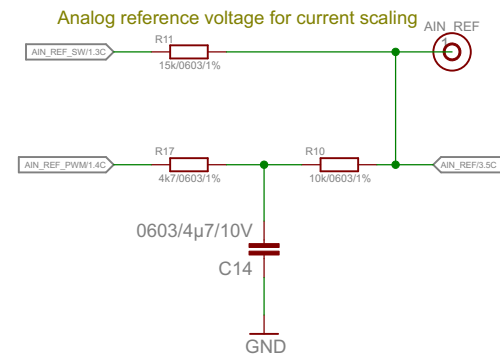 Analog reference voltage for current scaling
AIN_REF
1
R11
AIN_REF_SW/1.3C
15k/0603/1%
R17
R10
AIN_REF_PWM/1.4C
AIN_REF/3.5C
4k7/0603/1%
10k/0603/1%
0603/4µ7/10V
C14
GND